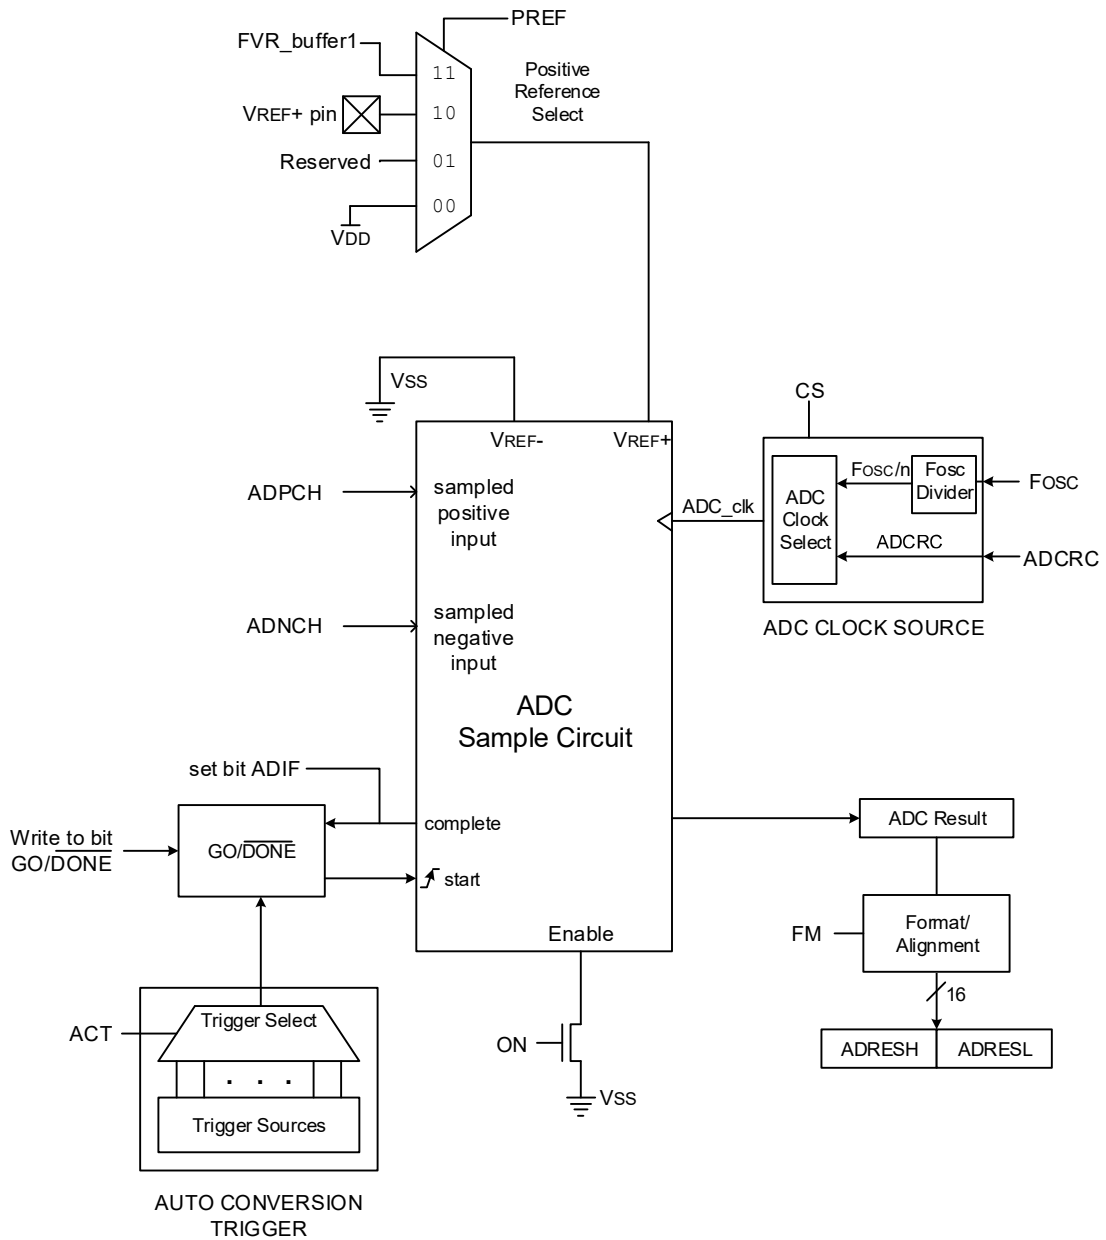 PREF
FVR_buffer1
11
Positive
Reference
Select
VREF+ pin
10
Reserved
01
00
VDD
VSS
VREF-
VREF+
CS
ADPCH
sampled
positive
input
ADC_clk
ADC
Clock
Select
FOSC/n
Fosc
Divider
FOSC
ADCRC
ADCRC
ADC CLOCK SOURCE
ADNCH
sampled
negative
input
ADC
Sample Circuit
set bit ADIF
complete
Write to bit
GO/DONE
GO/DONE
start
ADC Result
Enable
FM
Format/
Alignment
16
ACT
Trigger Select
. . .
Trigger Sources
ON
VSS
ADRESH
ADRESL
AUTO CONVERSION
TRIGGER